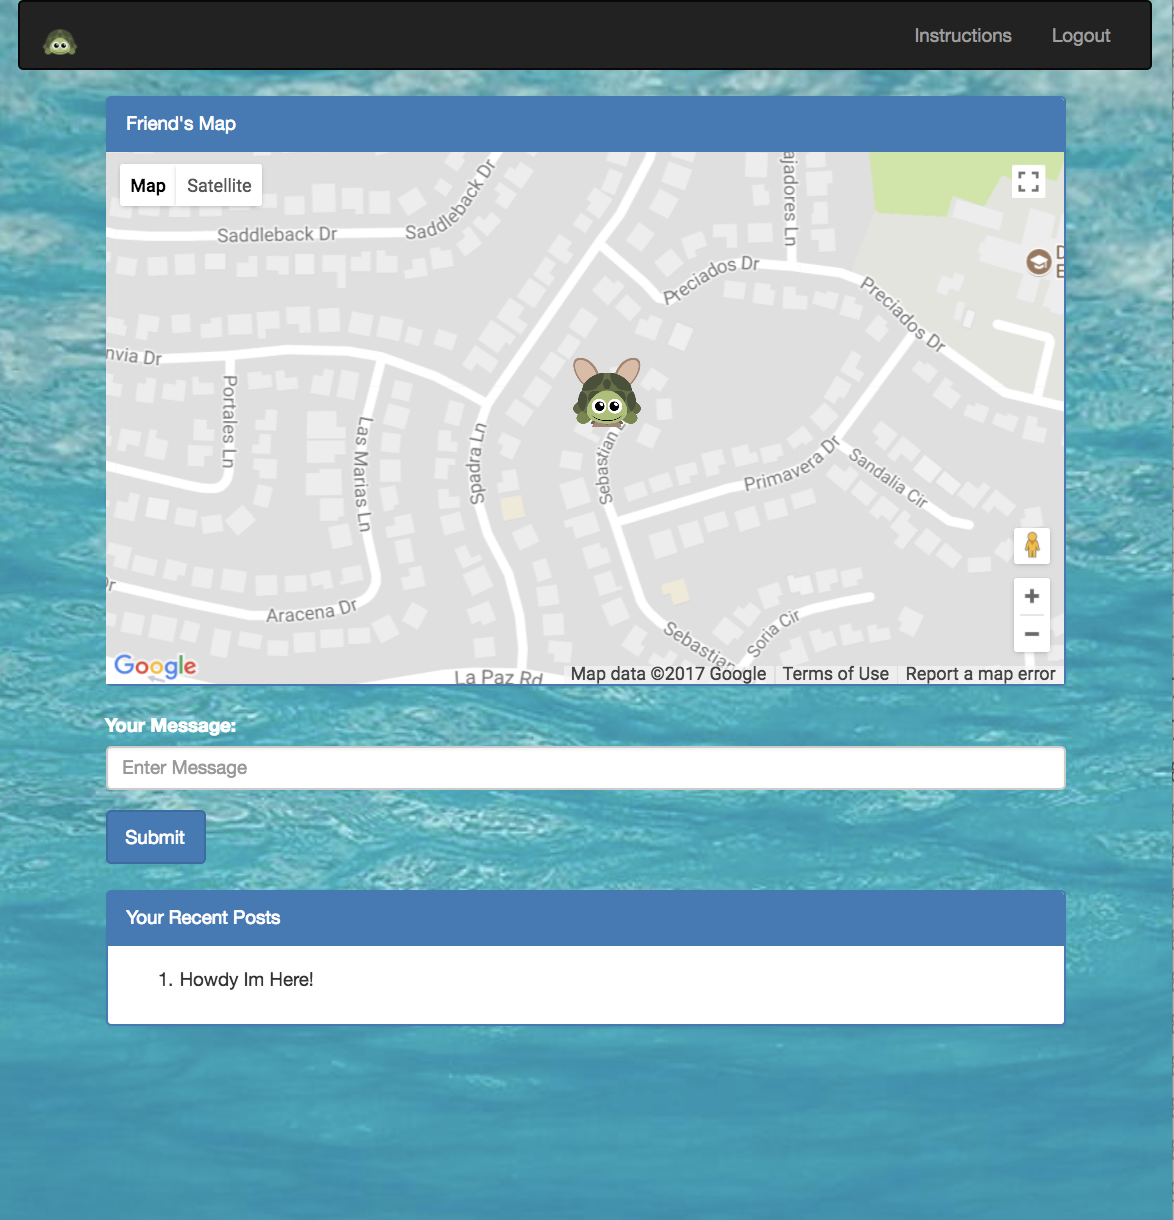 Instructions Logout
Friend's Map
Map Satellite
Saddleback Dr
Saddleback Dr
ajadores Ln
Preciados Dr
Preciados Dr
D
E
nvia Dr
Portales Ln
Las Marias Ln
Spadra Ln
Sebastian
Primavera Dr
Sandalia Cir
Aracena Dr
Sebastian
Soria Cir
La Paz Rd
Google
Map data ©2017 Google Terms of Use Report a map error
Your Message:
Enter Message
Submit
Your Recent Posts
1. Howdy Im Here!